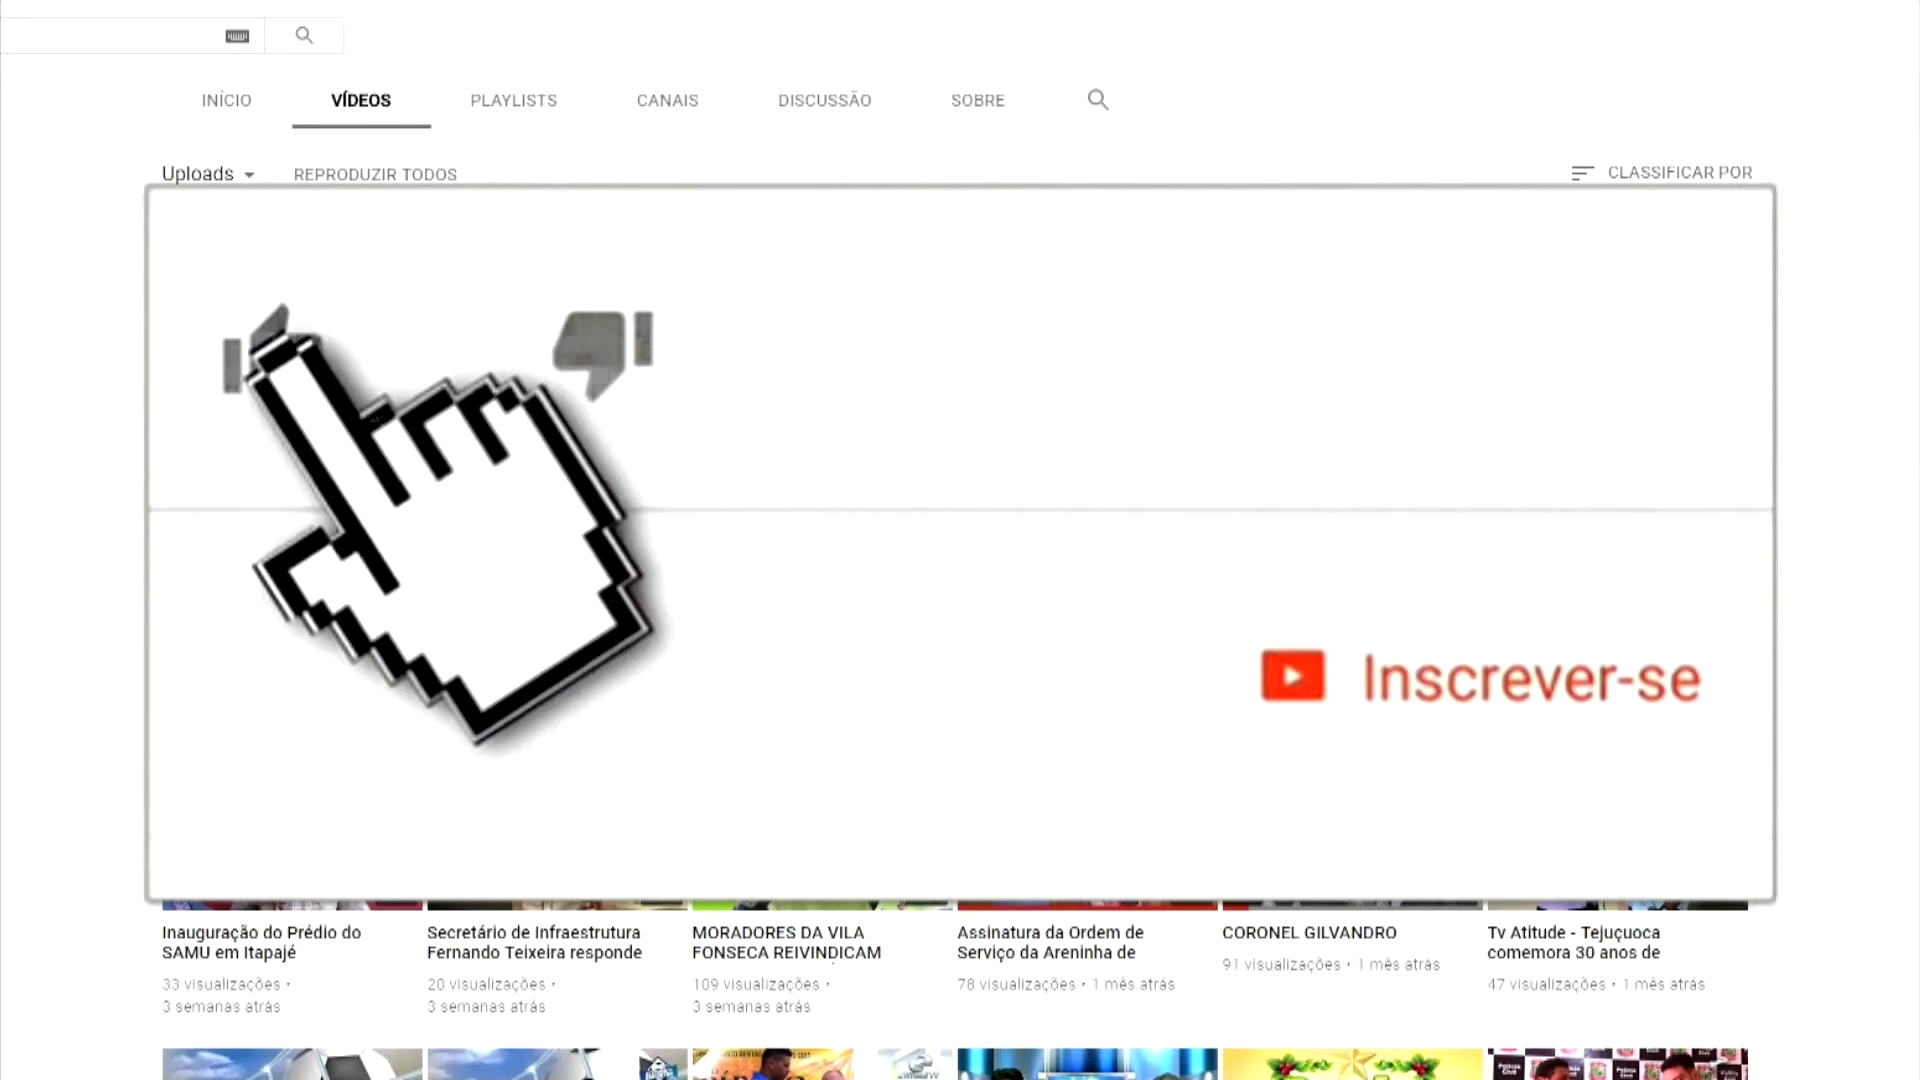 INÍCIO VÍDEOS PLAYLISTS CANAIS DISCUSSÃO SOBRE
Uploads REPRODUZIR TODOS CLASSIFICAR POR
Inscrever-se
Inauguração do Prédio do
SAMU em Itapajé
33 visualizações •
3 semanas atrás
Secretário de Infraestrutura
Fernando Teixeira responde
20 visualizações •
3 semanas atrás
MORADORES DA VILA
FONSECA REIVINDICAM
109 visualizações •
3 semanas atrás
Assinatura da Ordem de
Serviço da Areninha de
78 visualizações • 1 mês atrás
CORONEL GILVANDRO
91 visualizações • 1 mês atrás
Tv Atitude - Tejuçuoca
comemora 30 anos de
47 visualizações • 1 mês atrás